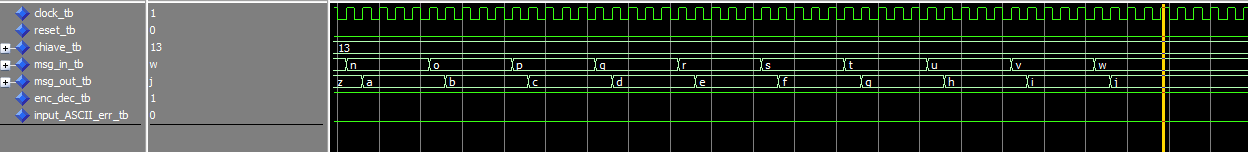 clock_tb 1
reset_tb 0
chiave_tb 13 13
msg_in_tb w n o p q r s t u v w
msg_out_tb j z a b c d e f g h i j
enc_dec_tb 1
input_ASCII_err_tb 0